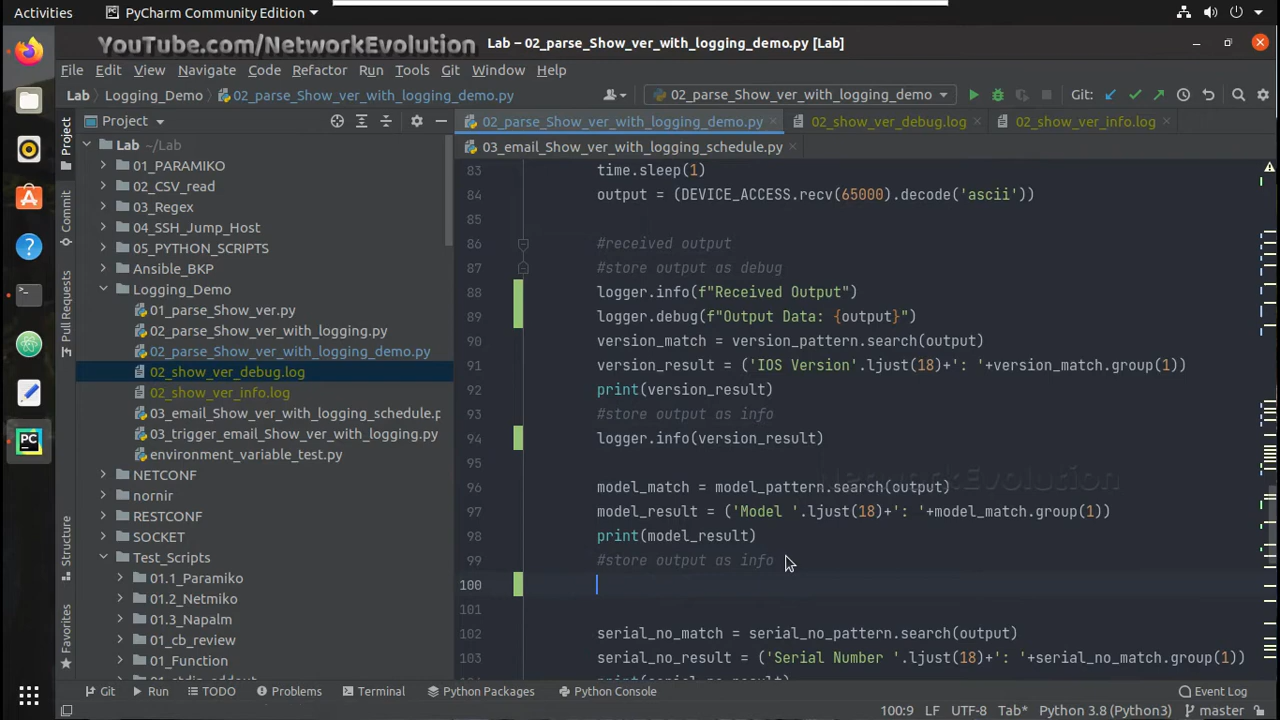 Activities
PyCharm Community Edition
YouTube.com/NetworkEvolution
Lab – 02_parse_Show_ver_with_logging_demo.py [Lab]
File Edit View Navigate Code Refactor Run Tools Git Window Help
Lab Logging_Demo 02_parse_Show_ver_with_logging_demo.py
02_parse_Show_ver_with_logging_demo
Git:
Project
02_parse_Show_ver_with_logging_demo.py 02_show_ver_debug.log 02_show_ver_info.log
03_email_Show_ver_with_logging_schedule.py
Project
Commit
Pull Requests
Structure
Favorites
Lab ~/Lab
01_PARAMIKO
02_CSV_read
03_Regex
04_SSH_Jump_Host
05_PYTHON_SCRIPTS
Ansible_BKP
Logging_Demo
01_parse_Show_ver.py
02_parse_Show_ver_with_logging.py
02_parse_Show_ver_with_logging_demo.py
02_show_ver_debug.log
02_show_ver_info.log
03_email_Show_ver_with_logging_schedule.p
03_trigger_email_Show_ver_with_logging.py
environment_variable_test.py
NETCONF
nornir
RESTCONF
SOCKET
Test_Scripts
01.1_Paramiko
01.2_Netmiko
01.3_Napalm
01_cb_review
01_Function
83 time.sleep(1)
84 output = (DEVICE_ACCESS.recv(65000).decode('ascii'))
85
86 #received output
87 #store output as debug
88 logger.info(f"Received Output")
89 logger.debug(f"Output Data: {output}")
90 version_match = version_pattern.search(output)
91 version_result = ('IOS Version'.ljust(18)+': '+version_match.group(1))
92 print(version_result)
93 #store output as info
94 logger.info(version_result)
95
NetworkEvolution
96 model_match = model_pattern.search(output)
97 model_result = ('Model '.ljust(18)+': '+model_match.group(1))
98 print(model_result)
99 #store output as info
100
101
102 serial_no_match = serial_no_pattern.search(output)
103 serial_no_result = ('Serial Number '.ljust(18)+': '+serial_no_match.group(1))
Git Run TODO Problems Terminal Python Packages Python Console Event Log
100:9 LF UTF-8 Tab* Python 3.8 (Python3) master